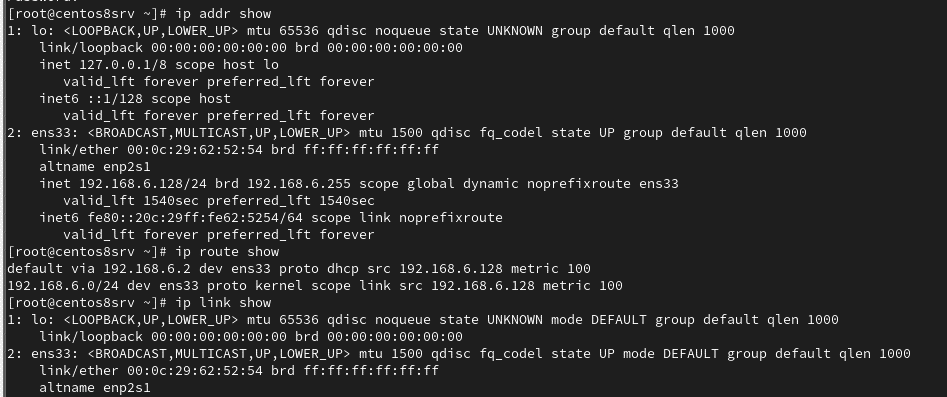 [root@centos8srv ~]# ip addr show
1: lo: <LOOPBACK,UP,LOWER_UP> mtu 65536 qdisc noqueue state UNKNOWN group default qlen 1000
    link/loopback 00:00:00:00:00:00 brd 00:00:00:00:00:00
    inet 127.0.0.1/8 scope host lo
       valid_lft forever preferred_lft forever
    inet6 ::1/128 scope host
       valid_lft forever preferred_lft forever
2: ens33: <BROADCAST,MULTICAST,UP,LOWER_UP> mtu 1500 qdisc fq_codel state UP group default qlen 1000
    link/ether 00:0c:29:62:52:54 brd ff:ff:ff:ff:ff:ff
    altname enp2s1
    inet 192.168.6.128/24 brd 192.168.6.255 scope global dynamic noprefixroute ens33
       valid_lft 1540sec preferred_lft 1540sec
    inet6 fe80::20c:29ff:fe62:5254/64 scope link noprefixroute
       valid_lft forever preferred_lft forever
[root@centos8srv ~]# ip route show
default via 192.168.6.2 dev ens33 proto dhcp src 192.168.6.128 metric 100
192.168.6.0/24 dev ens33 proto kernel scope link src 192.168.6.128 metric 100
[root@centos8srv ~]# ip link show
1: lo: <LOOPBACK,UP,LOWER_UP> mtu 65536 qdisc noqueue state UNKNOWN mode DEFAULT group default qlen 1000
    link/loopback 00:00:00:00:00:00 brd 00:00:00:00:00:00
2: ens33: <BROADCAST,MULTICAST,UP,LOWER_UP> mtu 1500 qdisc fq_codel state UP mode DEFAULT group default qlen 1000
    link/ether 00:0c:29:62:52:54 brd ff:ff:ff:ff:ff:ff
    altname enp2s1